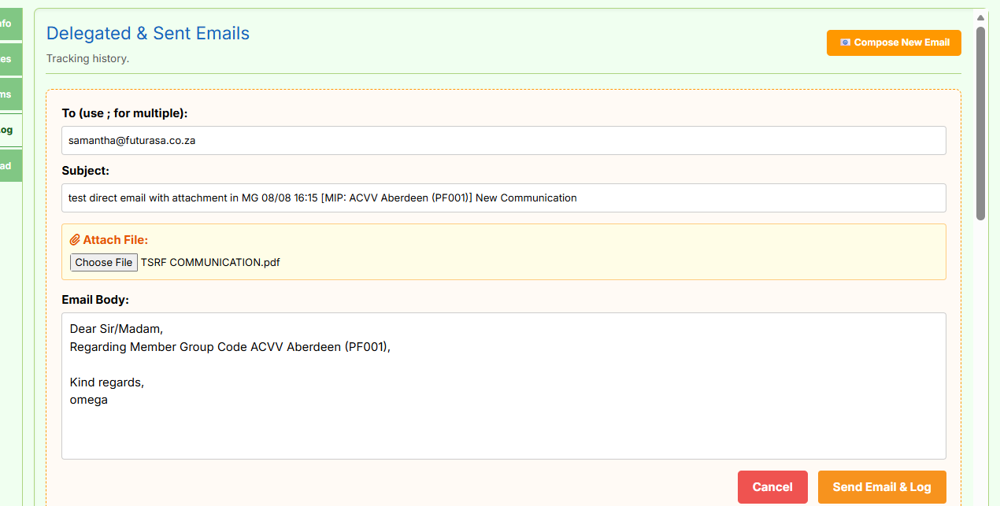 nfo
es
ms
og
ad
Delegated & Sent Emails
Tracking history.
Compose New Email
To (use ; for multiple):
samantha@futurasa.co.za
Subject:
test direct email with attachment in MG 08/08 16:15 [MIP: ACVV Aberdeen (PF001)] New Communication
Attach File:
Choose File TSRF COMMUNICATION.pdf
Email Body:
Dear Sir/Madam,
Regarding Member Group Code ACVV Aberdeen (PF001),
Kind regards,
omega
Cancel
Send Email & Log